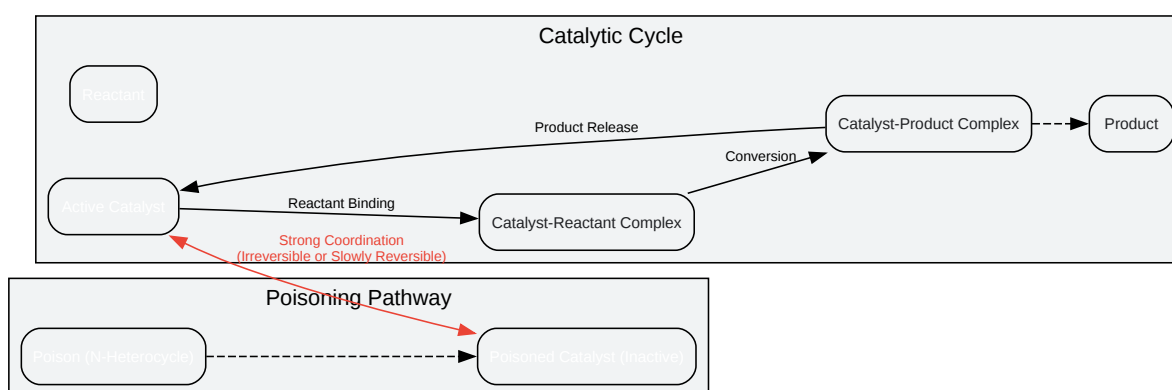 Catalytic Cycle
Reactant
Catalyst-Product Complex
Product
Product Release
Conversion
Active Catalyst
Reactant Binding
Catalyst-Reactant Complex
Strong Coordination
(Irreversible or Slowly Reversible)
Poisoning Pathway
Poison (N-Heterocycle)
Poisoned Catalyst (Inactive)